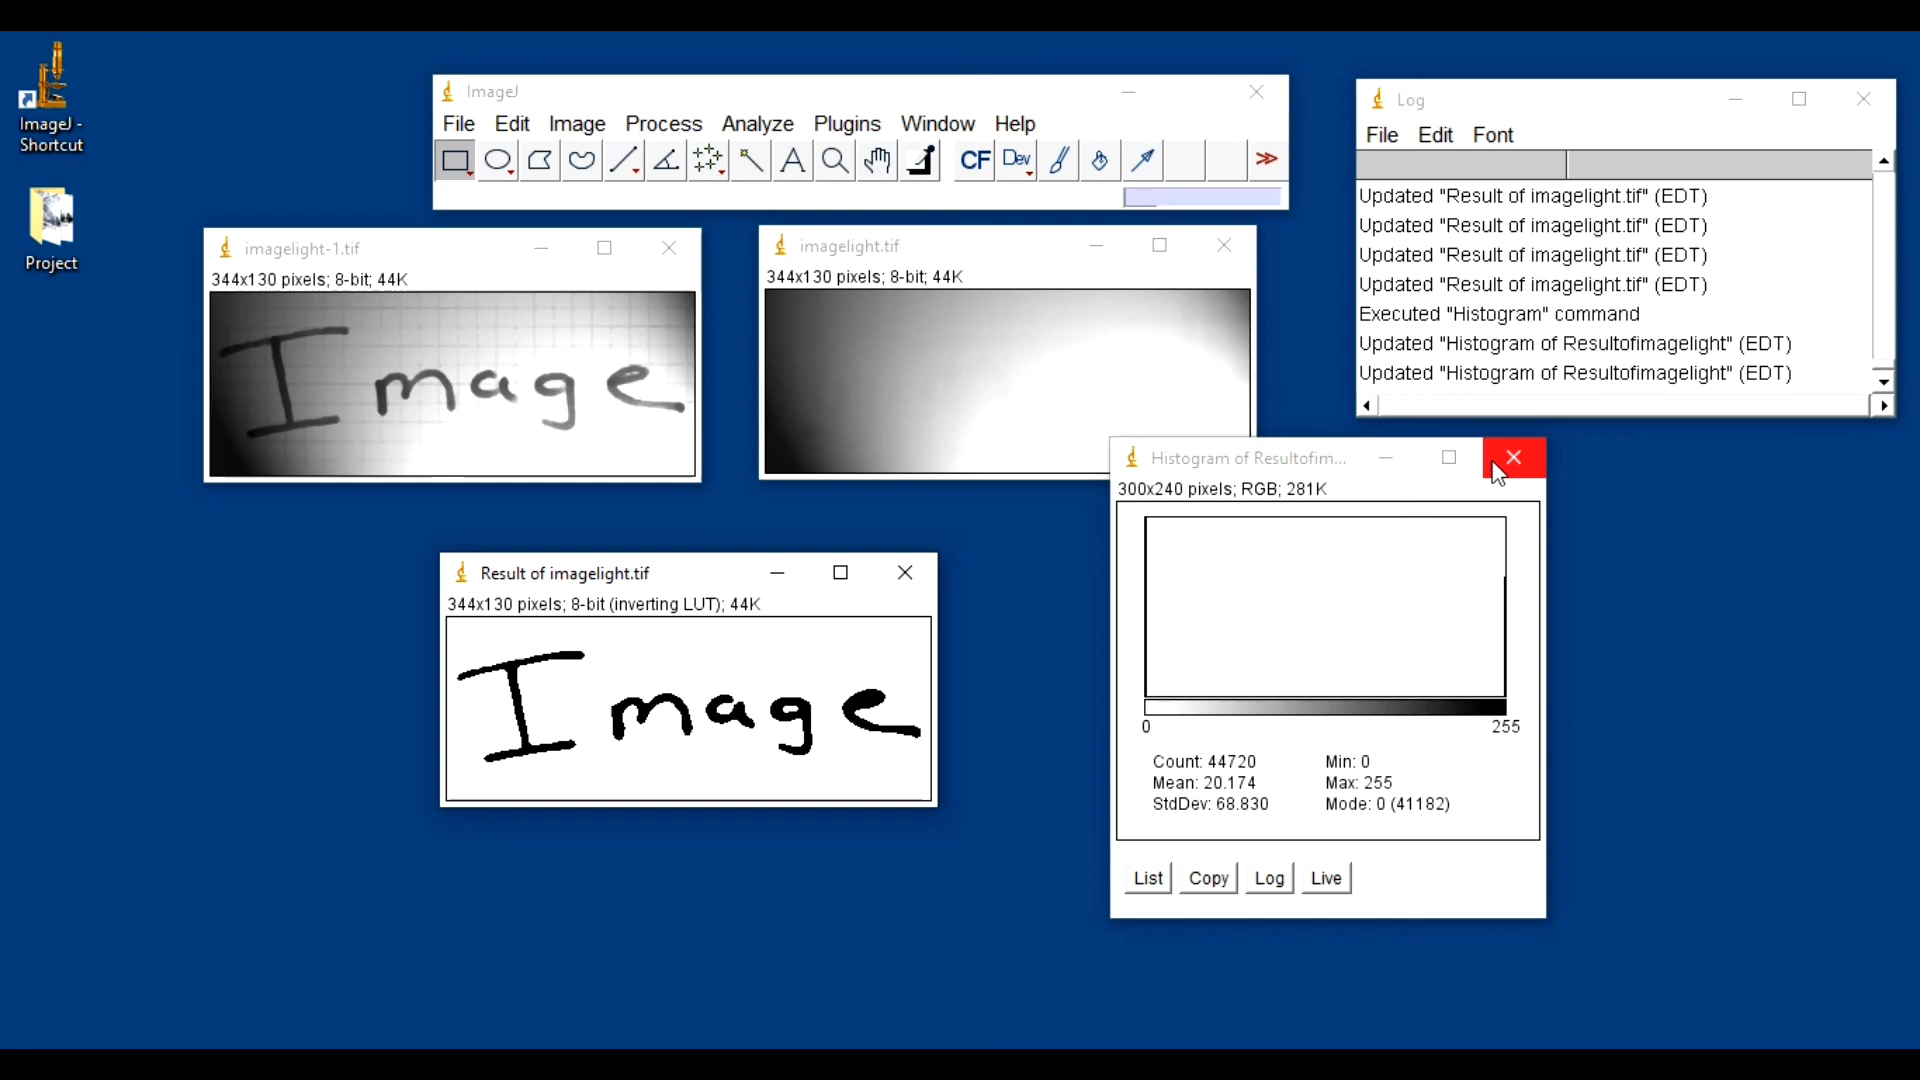 ImageJ -
Shortcut
Project
ImageJ
File Edit Image Process Analyze Plugins Window Help
A CF Dev
Log
File Edit Font
Updated "Result of imagelight.tif" (EDT)
Updated "Result of imagelight.tif" (EDT)
Updated "Result of imagelight.tif" (EDT)
Updated "Result of imagelight.tif" (EDT)
Executed "Histogram" command
Updated "Histogram of Resultofimagelight" (EDT)
Updated "Histogram of Resultofimagelight" (EDT)
imagelight-1.tif
344x130 pixels; 8-bit; 44K
Image
imagelight.tif
344x130 pixels; 8-bit; 44K
Result of imagelight.tif
344x130 pixels; 8-bit (inverting LUT); 44K
Image
Histogram of Resultofim...
300x240 pixels; RGB; 281K
0 255
Count: 44720 Min: 0
Mean: 20.174 Max: 255
StdDev: 68.830 Mode: 0 (41182)
List Copy Log Live